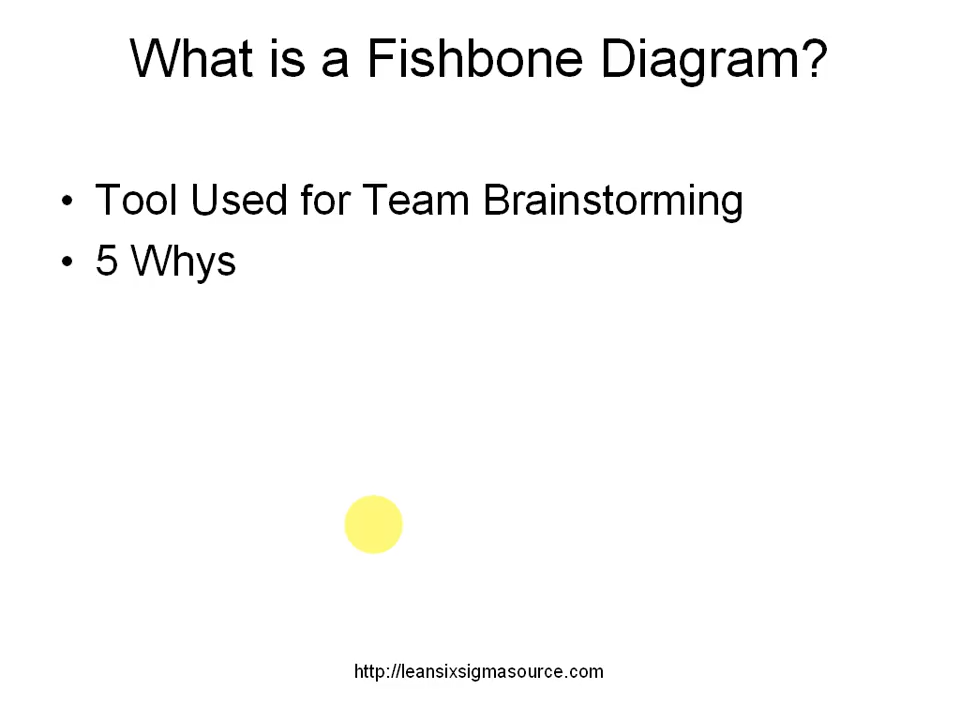 What is a Fishbone Diagram?
• Tool Used for Team Brainstorming
• 5 Whys
http://leansixsigmasource.com